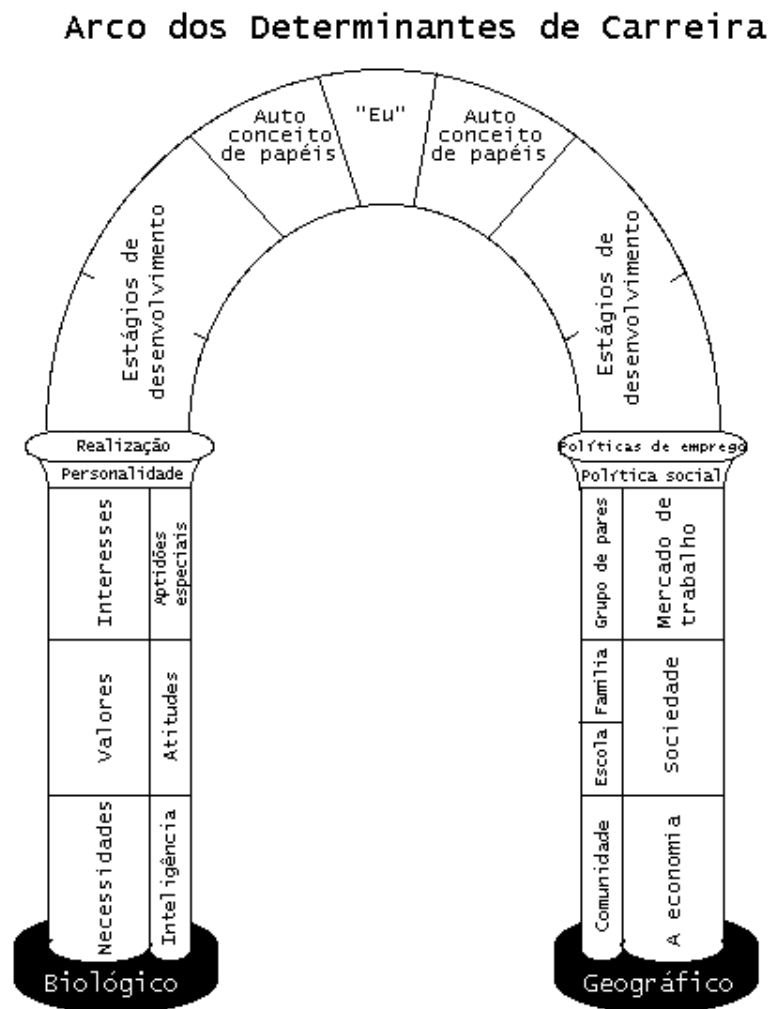 Arco dos Determinantes de Carreira
"Eu"
Auto
conceito
de papéis
Auto
conceito
de papéis
Estágios de
desenvolvimento
Estágios de
desenvolvimento
Realização
Personalidade
Políticas de emprego
Política social
Interesses
Aptidões
especiais
Grupo de pares
Mercado de
trabalho
Valores
Atitudes
Familia
Escola
Sociedade
Necessidades
Inteligência
Comunidade
A economia
Biológico
Geográfico